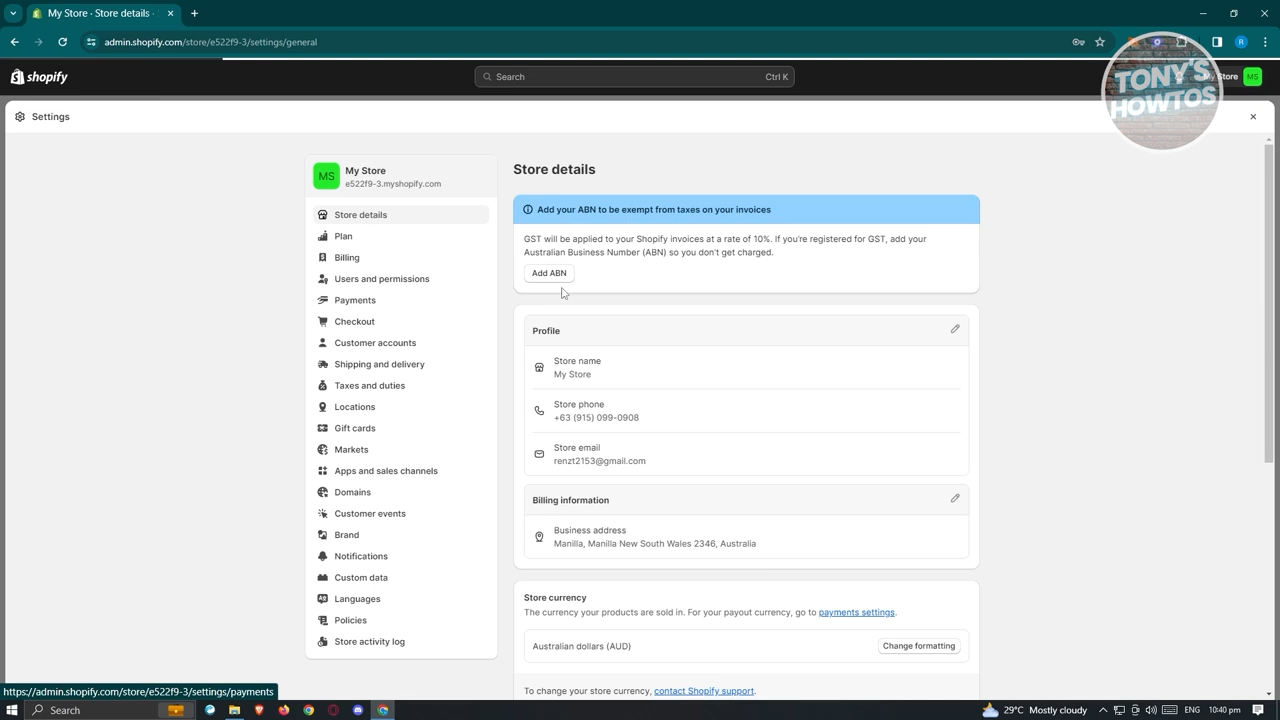 My Store · Store details · S
admin.shopify.com/store/e522f9-3/settings/general
shopify
Search
Ctrl K
My Store
MS
TONY'S
HOWTOS
Settings
MS
My Store
e522f9-3.myshopify.com
Store details
Plan
Billing
Users and permissions
Payments
Checkout
Customer accounts
Shipping and delivery
Taxes and duties
Locations
Gift cards
Markets
Apps and sales channels
Domains
Customer events
Brand
Notifications
Custom data
Languages
Policies
Store activity log
Store details
Add your ABN to be exempt from taxes on your invoices
GST will be applied to your Shopify invoices at a rate of 10%. If you're registered for GST, add your
Australian Business Number (ABN) so you don't get charged.
Add ABN
Profile
Store name
My Store
Store phone
+63 (915) 099-0908
Store email
renzt2153@gmail.com
Billing information
Business address
Manilla, Manilla New South Wales 2346, Australia
Store currency
The currency your products are sold in. For your payout currency, go to payments settings.
Australian dollars (AUD)
Change formatting
To change your store currency, contact Shopify support.
https://admin.shopify.com/store/e522f9-3/settings/payments
Search
29°C Mostly cloudy
ENG
10:40 pm